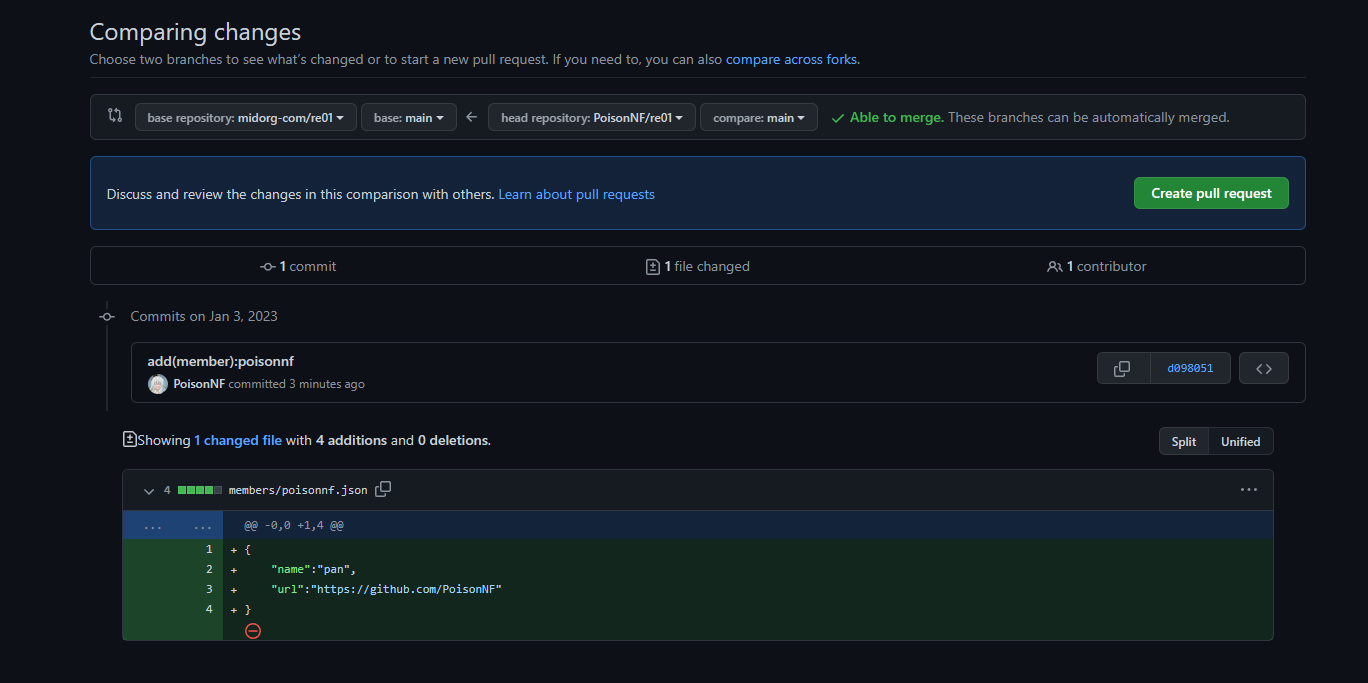 Comparing changes
Choose two branches to see what's changed or to start a new pull request. If you need to, you can also compare across forks.
base repository: midorg-com/re01 base: main head repository: PoisonNF/re01 compare: main Able to merge. These branches can be automatically merged.
Discuss and review the changes in this comparison with others. Learn about pull requests Create pull request
1 commit 1 file changed 1 contributor
Commits on Jan 3, 2023
add(member):poisonnf
PoisonNF committed 3 minutes ago d098051 <>
Showing 1 changed file with 4 additions and 0 deletions. Split Unified
4 members/poisonnf.json ...
... ... @@ -0,0 +1,4 @@
1 + {
2 + "name":"pan",
3 + "url":"https://github.com/PoisonNF"
4 + }